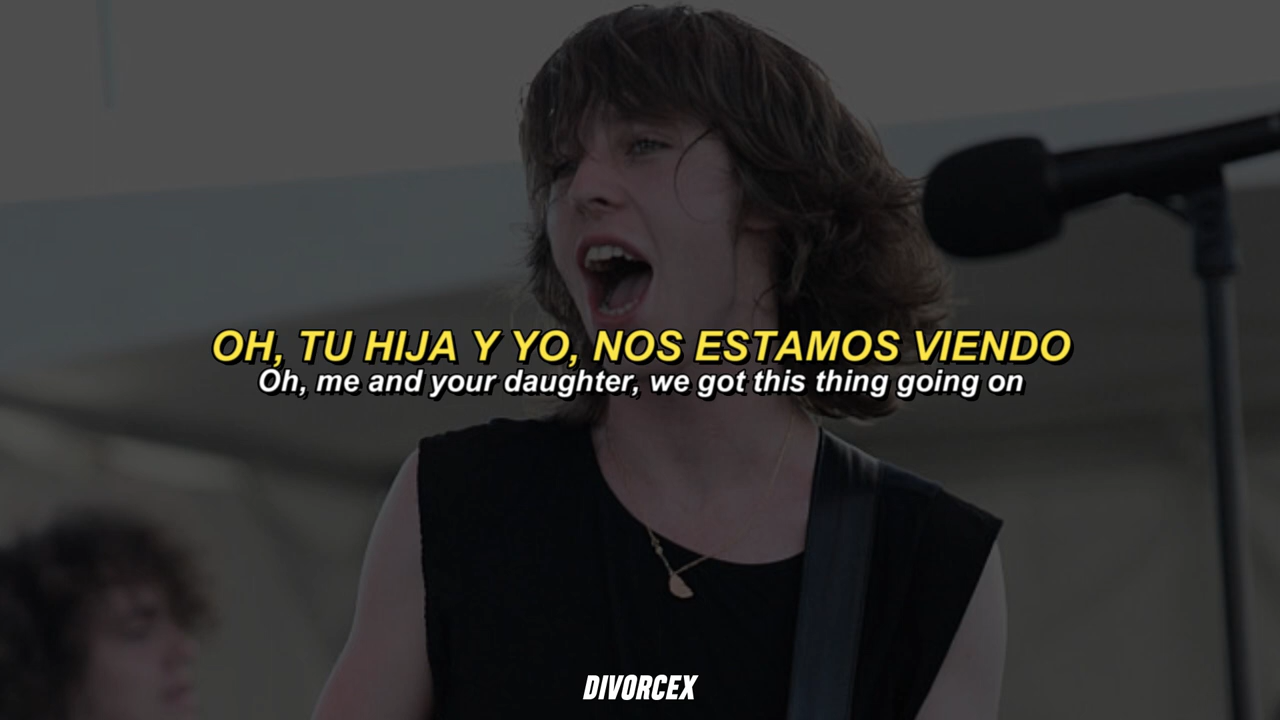 OH, TU HIJA Y YO, NOS ESTAMOS VIENDO
Oh, me and your daughter, we got this thing going on
DIVORCEX